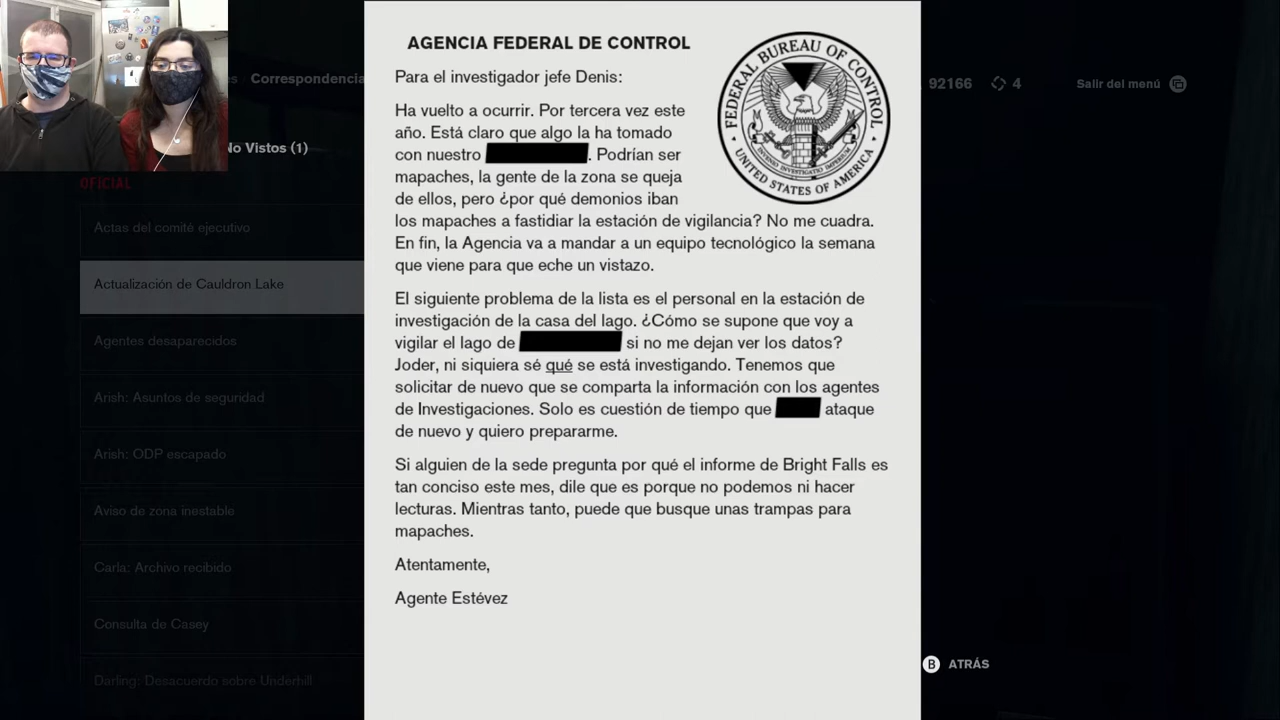 AGENCIA FEDERAL DE CONTROL
Para el investigador jefe Denis:
Ha vuelto a ocurrir. Por tercera vez este
año. Está claro que algo la ha tomado
con nuestro . Podrían ser
mapaches, la gente de la zona se queja
de ellos, pero ¿por qué demonios iban
los mapaches a fastidiar la estación de vigilancia? No me cuadra.
En fin, la Agencia va a mandar a un equipo tecnológico la semana
que viene para que eche un vistazo.
El siguiente problema de la lista es el personal en la estación de
investigación de la casa del lago. ¿Cómo se supone que voy a
vigilar el lago de si no me dejan ver los datos?
Joder, ni siquiera sé qué se está investigando. Tenemos que
solicitar de nuevo que se comparta la información con los agentes
de Investigaciones. Solo es cuestión de tiempo que ataque
de nuevo y quiero prepararme.
Si alguien de la sede pregunta por qué el informe de Bright Falls es
tan conciso este mes, dile que es porque no podemos ni hacer
lecturas. Mientras tanto, puede que busque unas trampas para
mapaches.
Atentamente,
Agente Estévez
FEDERAL BUREAU OF CONTROL
UNITED STATES OF AMERICA
Correspondencia
92166
4
Salir del menú
No Vistos (1)
OFICIAL
Actas del comité ejecutivo
Actualización de Cauldron Lake
Agentes desaparecidos
Arish: Asuntos de seguridad
Arish: ODP escapado
Aviso de zona inestable
Carla: Archivo recibido
Consulta de Casey
Darling: Desacuerdo sobre Underhill
B ATRÁS